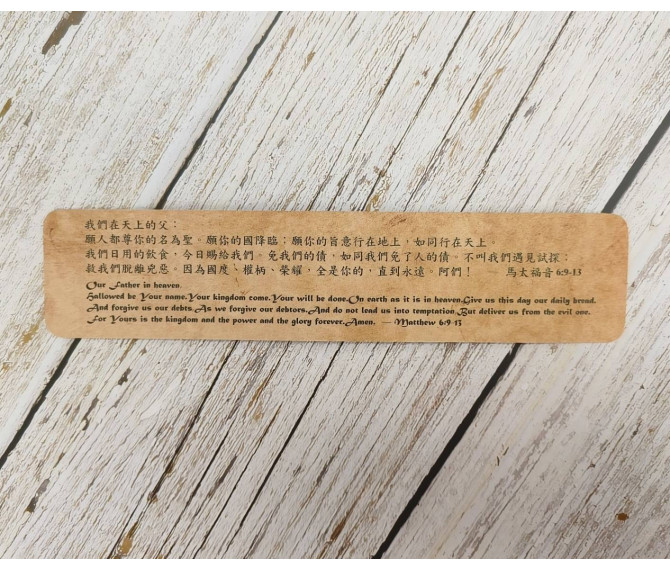 我們在天上的父：
願人都尊你的名為聖。願你的國降臨；願你的旨意行在地上，如同行在天上。
我們日用的飲食，今日賜給我們。免我們的債，如同我們免了人的債。不叫我們遇見試探；
救我們脫離兇惡。因為國度、權柄、榮耀，全是你的，直到永遠。阿們！ — 馬太福音 6:9-13
Our Father in heaven.
Hallowed be Your name.Your kingdom come.Your will be done.On earth as it is in heaven.Give us this day our daily bread.
And forgive us our debts.As we forgive our debtors.And do not lead us into temptation.But deliver us from the evil one.
For Yours is the kingdom and the power and the glory forever.Amen. —Matthew 6:9-13